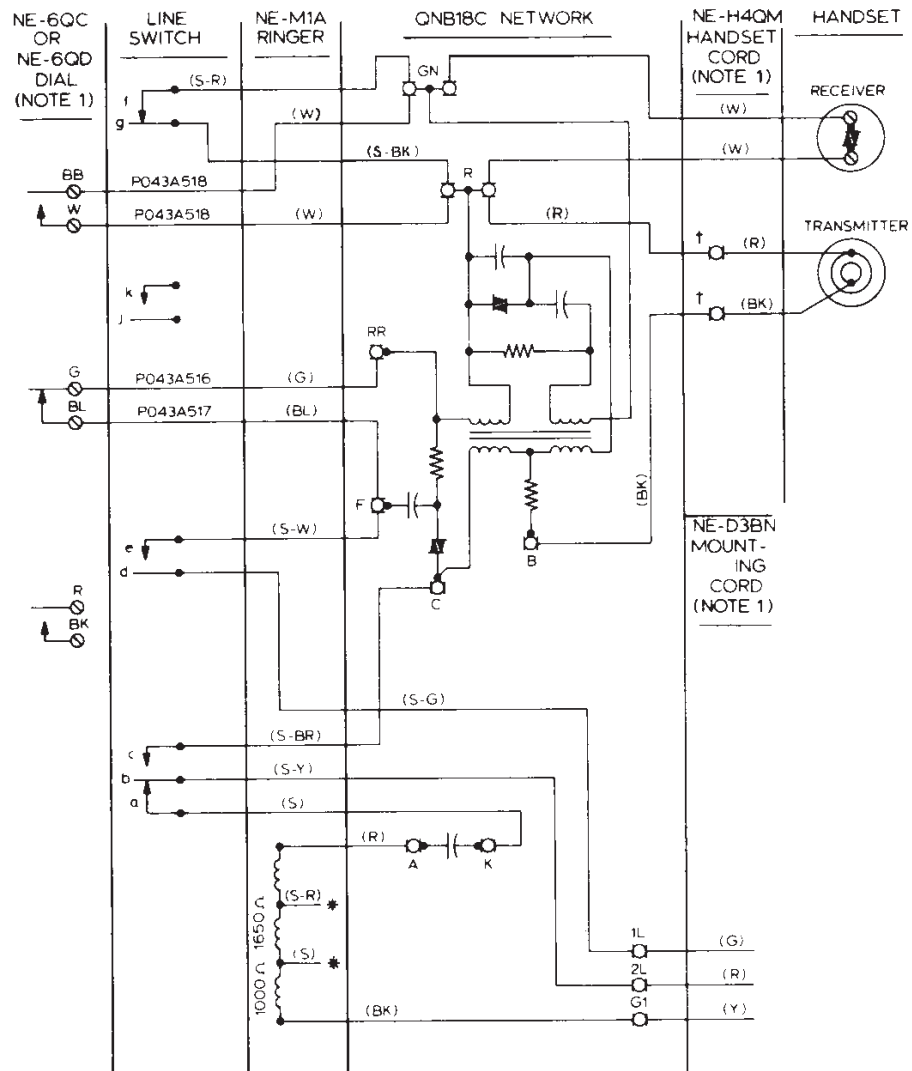 NE-6QC
OR
NE-6QD
DIAL
(NOTE 1)
LINE
SWITCH
NE-M1A
RINGER
QNB18C NETWORK
NE-H4QM
HANDSET
CORD
(NOTE 1)
HANDSET
(S-R)
GN
f
g
(W)
(W)
RECEIVER
(S-BK)
R
(W)
BB
P043A518
W
P043A518
(W)
(R)
†
(R)
TRANSMITTER
k
j
†
(BK)
RR
G
P043A516
(G)
BL
P043A517
(BL)
(BK)
F
(S-W)
e
d
B
C
NE-D3BN
MOUNT-
ING
CORD
(NOTE 1)
R
BK
(S-G)
c
(S-BR)
b
(S-Y)
a
(S)
(R)
A
K
1650 Ω
(S-R) *
1000 Ω
(S) *
1L
(G)
2L
(R)
G1
(BK)
(Y)